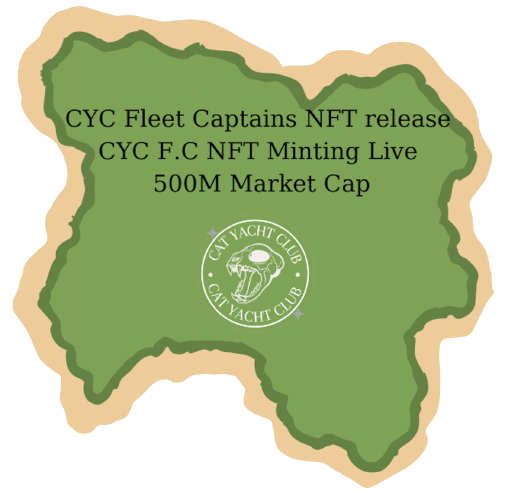 CYC Fleet Captains NFT release
CYC F.C NFT Minting Live
500M Market Cap
CAT YACHT CLUB
CAT YACHT CLUB